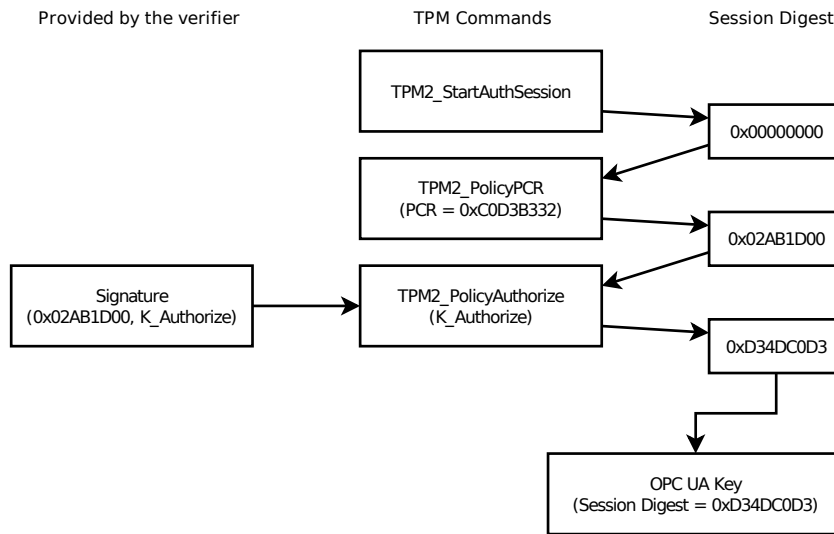 Provided by the verifier
TPM Commands
Session Digest
TPM2_StartAuthSession
0x00000000
TPM2_PolicyPCR
(PCR = 0xC0D3B332)
0x02AB1D00
Signature
(0x02AB1D00, K_Authorize)
TPM2_PolicyAuthorize
(K_Authorize)
0xD34DC0D3
OPC UA Key
(Session Digest = 0xD34DC0D3)